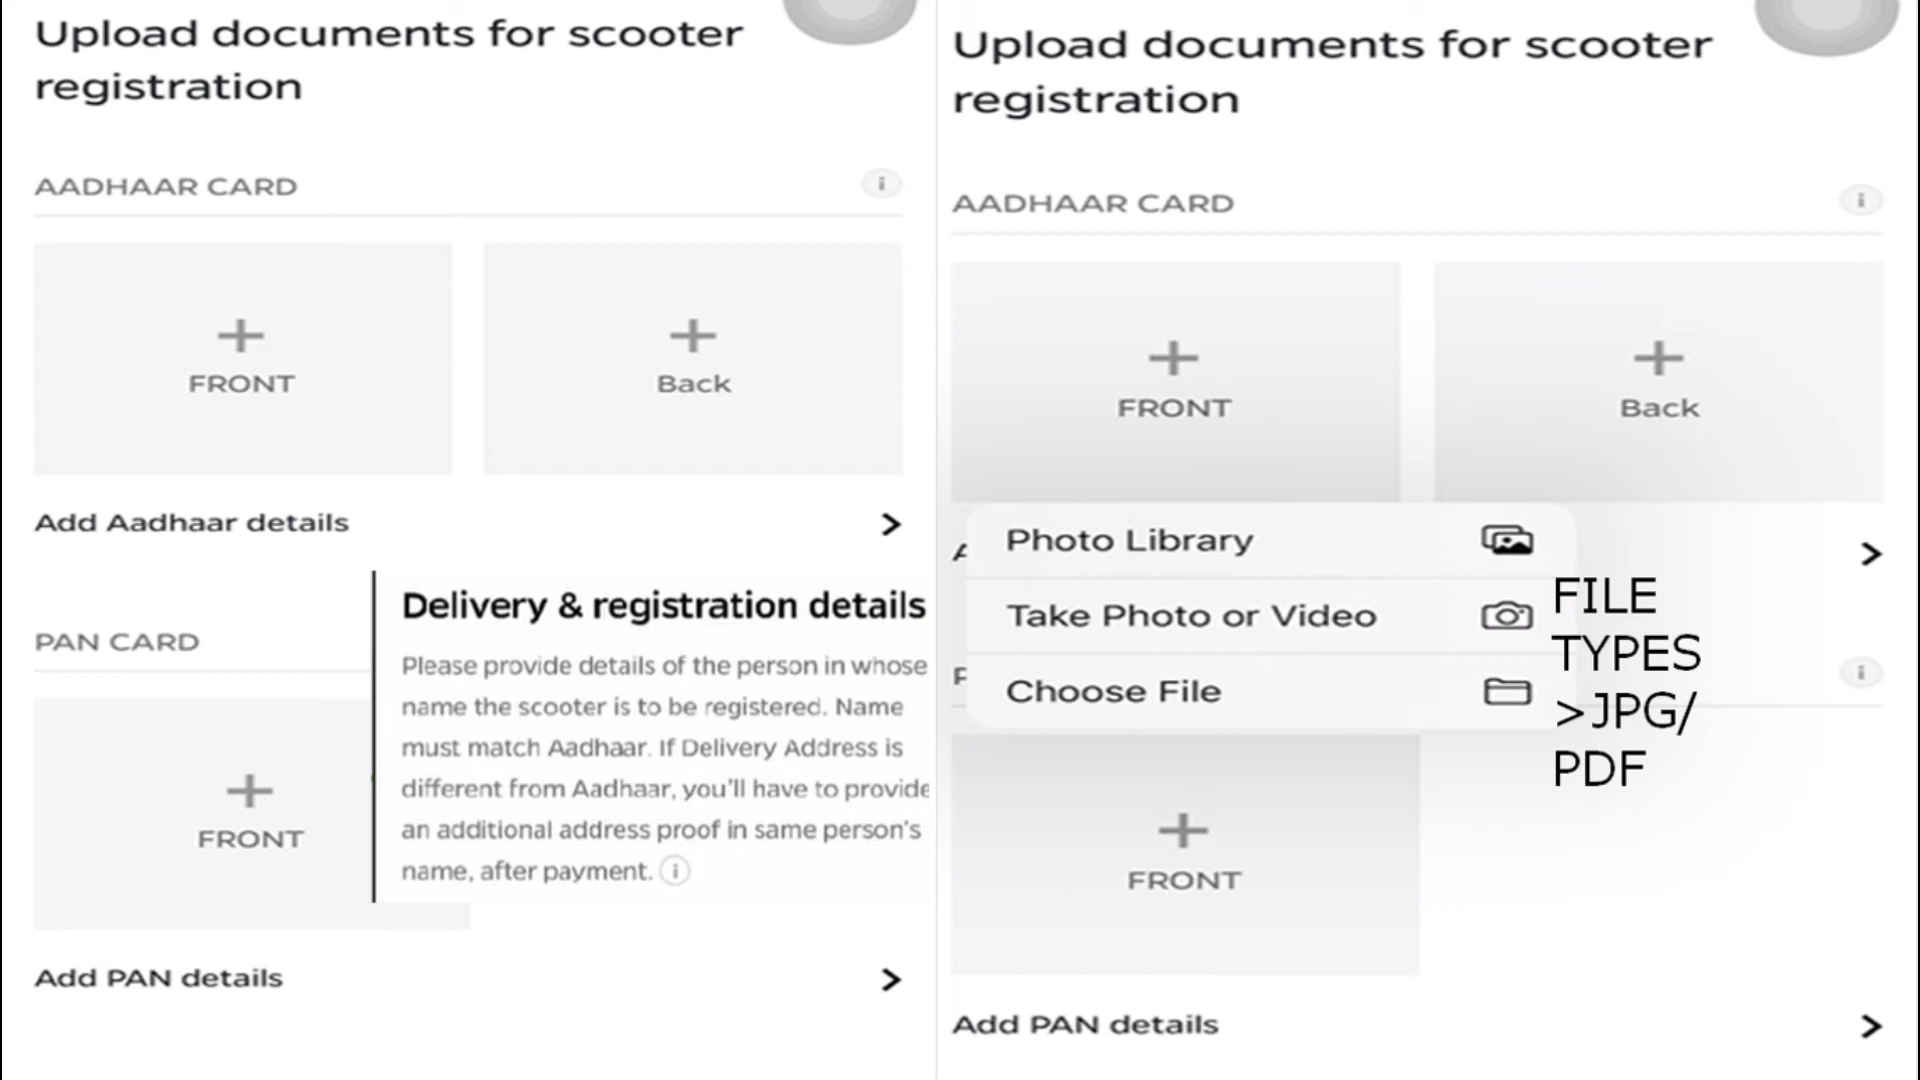 Upload documents for scooter
registration
AADHAAR CARD
i
+
FRONT
+
Back
Add Aadhaar details
PAN CARD
+
FRONT
Delivery & registration details
Please provide details of the person in whose
name the scooter is to be registered. Name
must match Aadhaar. If Delivery Address is
different from Aadhaar, you'll have to provide
an additional address proof in same person's
name, after payment. i
Add PAN details
Upload documents for scooter
registration
AADHAAR CARD
i
+
FRONT
+
Back
Photo Library
Take Photo or Video
Choose File
FILE
TYPES
>JPG/
PDF
i
+
FRONT
Add PAN details